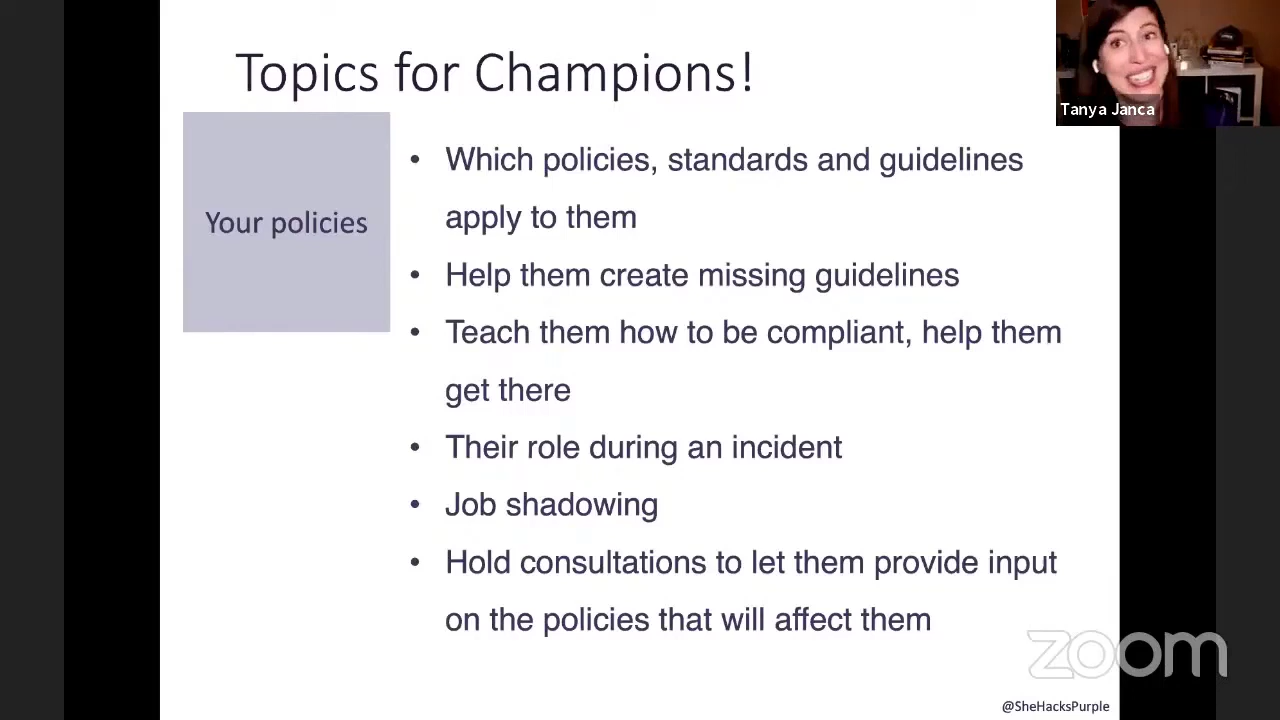 Topics for Champions!
Tanya Janca
Your policies
• Which policies, standards and guidelines
apply to them
• Help them create missing guidelines
• Teach them how to be compliant, help them
get there
• Their role during an incident
• Job shadowing
• Hold consultations to let them provide input
on the policies that will affect them
zoom
@SheHacksPurple